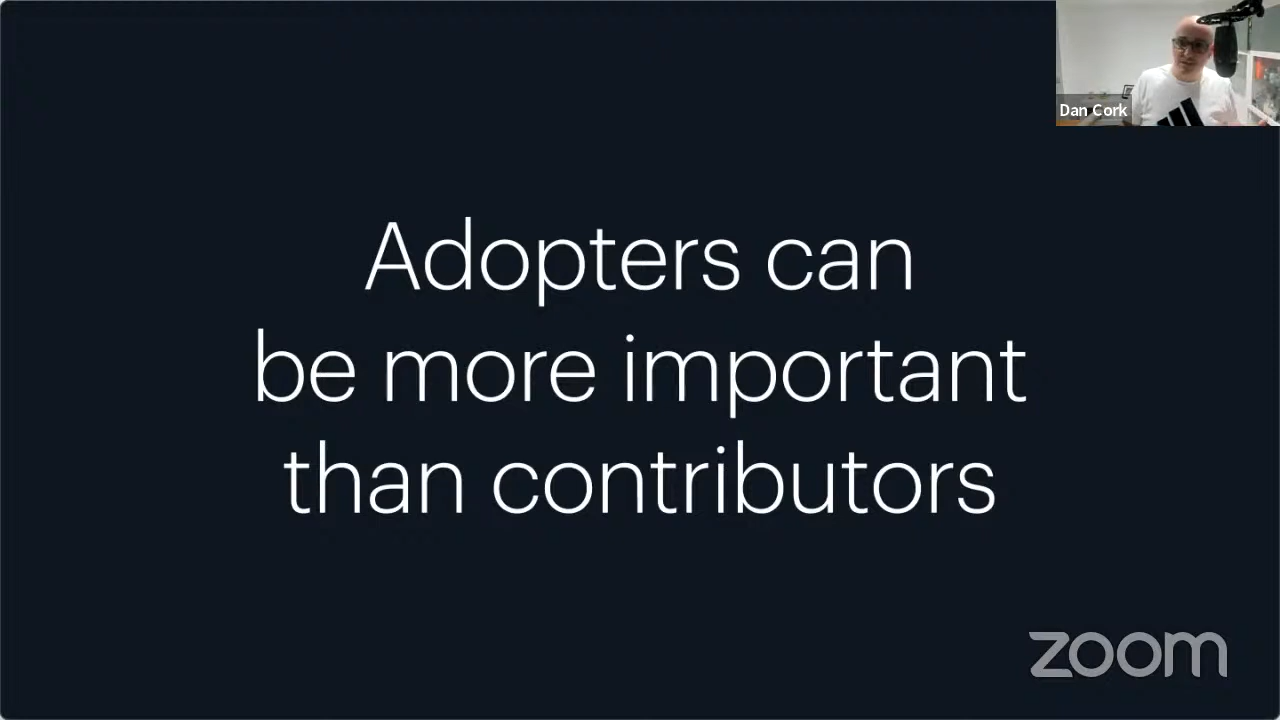 Dan Cork
Adopters can
be more important
than contributors
zoom